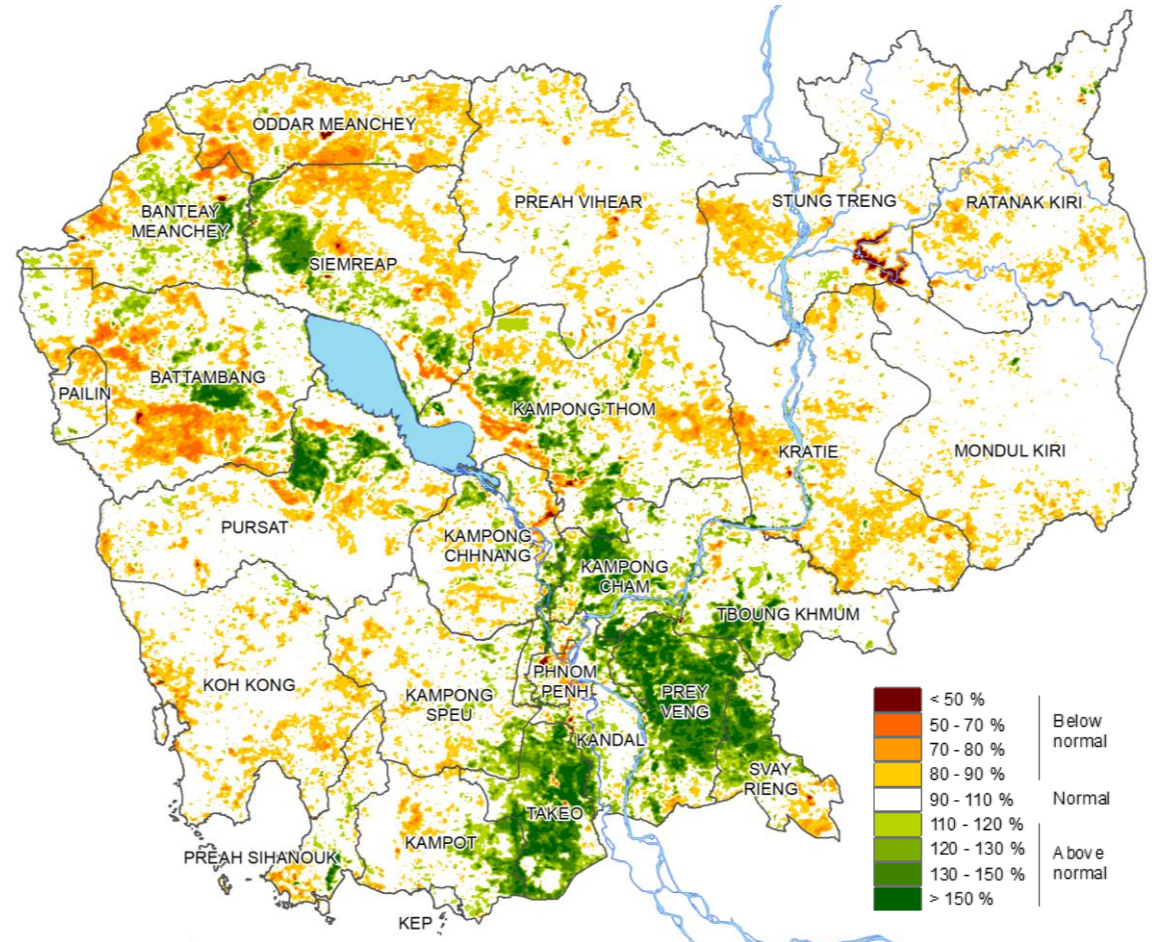 ODDAR MEANCHEY
PREAH VIHEAR
STUNG TRENG
RATANAK KIRI
BANTEAY
MEANCHEY
SIEMREAP
PAILIN
BATTAMBANG
KAMPONG THOM
KRATIE
MONDUL KIRI
PURSAT
KAMPONG
CHHNANG
KAMPONG
CHAM
TBOUNG KHMUM
KOH KONG
KAMPONG
SPEU
PHNOM
PENH
PREY
VENG
KANDAL
SVAY
RIENG
TAKEO
KAMPOT
PREAH SIHANOUK
KEP
< 50 %
50 - 70 %
70 - 80 %
80 - 90 %
90 - 110 %
110 - 120 %
120 - 130 %
130 - 150 %
> 150 %
Below
normal
Normal
Above
normal